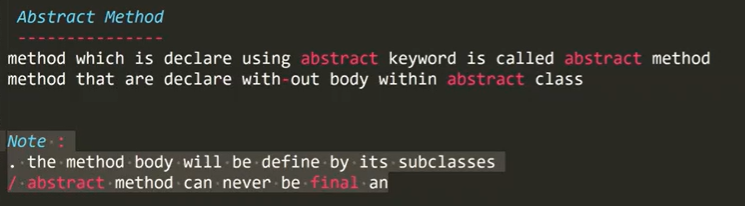 Abstract Method
---------------
method which is declare using abstract keyword is called abstract method
method that are declare with-out body within abstract class
Note :
. the method body will be define by its subclasses
/ abstract method can never be final an